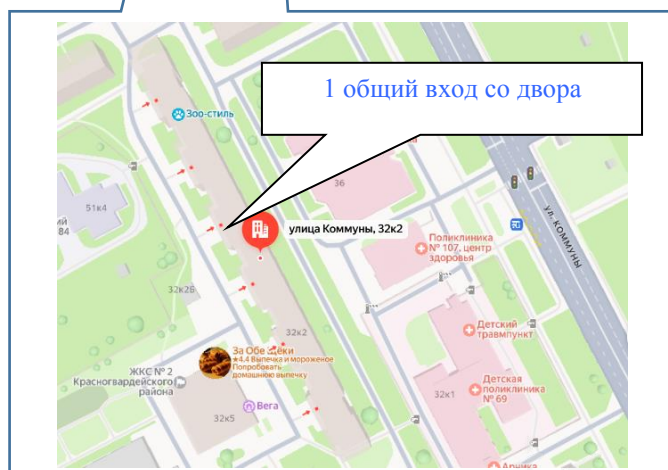 1 общий вход со двора
Зоо-стиль
36
51к4
84
улица Коммуны, 32к2
ул. КОММУНЫ
Поликлиника
№ 107, центр
здоровья
32к2Б
32к2
Детский
травмпункт
За Обе Щёки
★4,4 Выпечка и мороженое
Попробовать
домашнюю выпечку
ЖКС № 2
Красногвардейского
района
Детская
поликлиника
№ 69
32к1
Вега
32к5
Арника